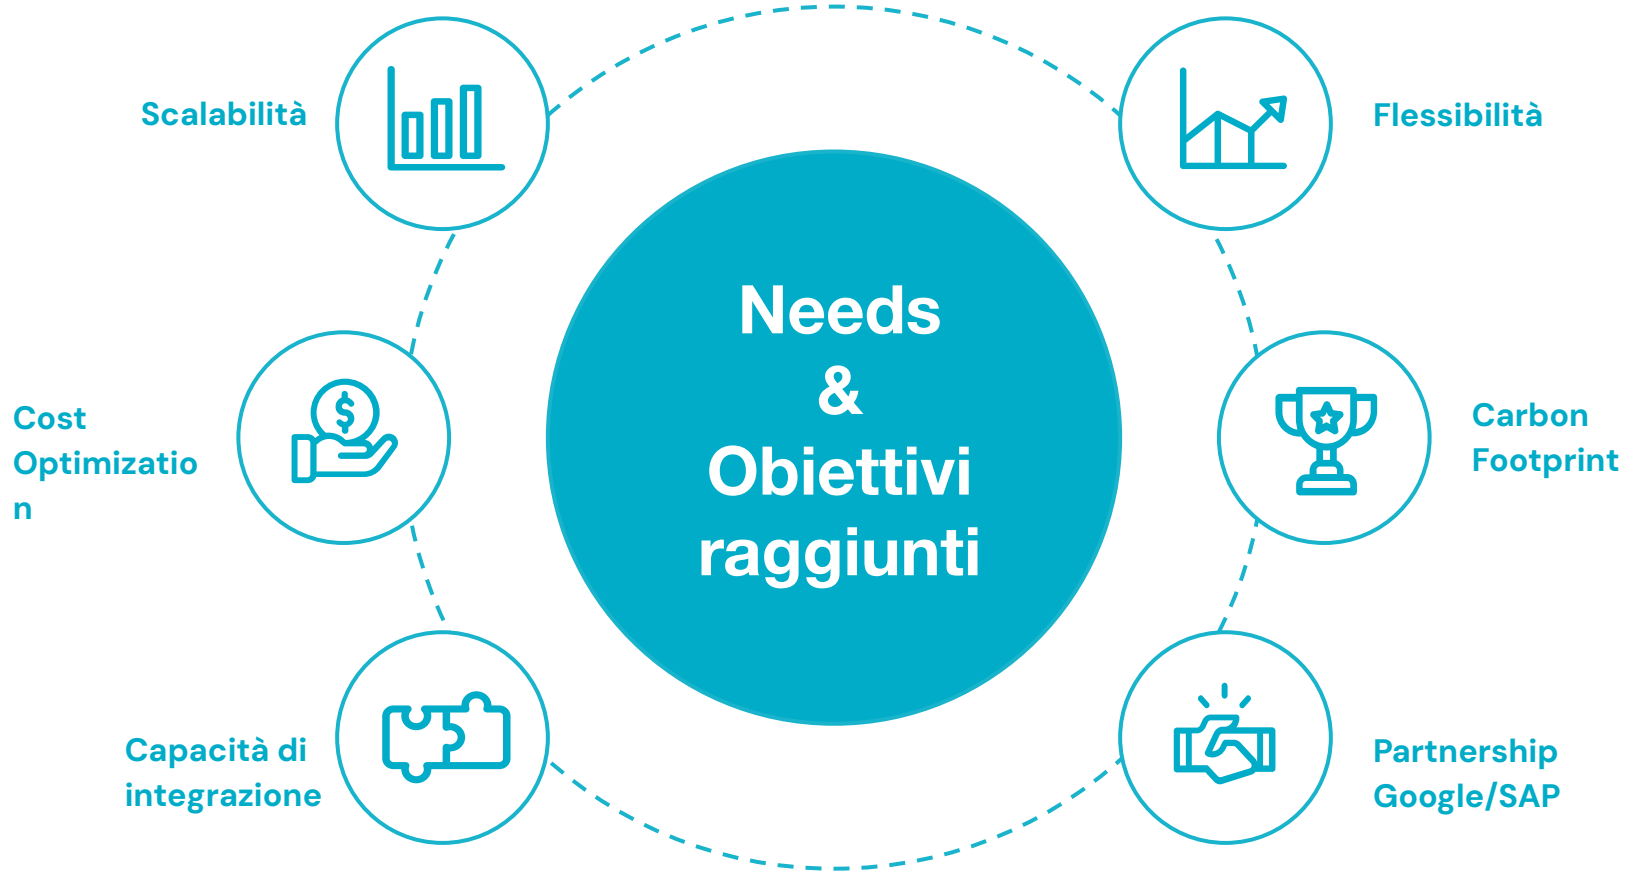 Scalabilità
Flessibilità
Needs
&
Obiettivi
raggiunti
Cost
Optimizatio
n
Carbon
Footprint
Capacità di
integrazione
Partnership
Google/SAP
$